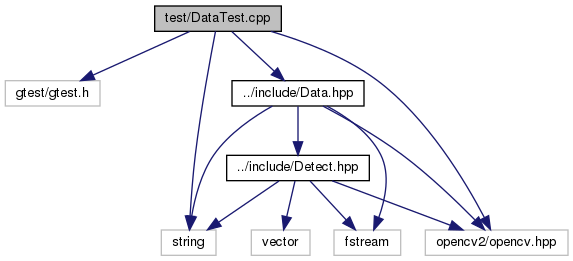 test/DataTest.cpp
gtest/gtest.h
../include/Data.hpp
../include/Detect.hpp
string
vector
fstream
opencv2/opencv.hpp